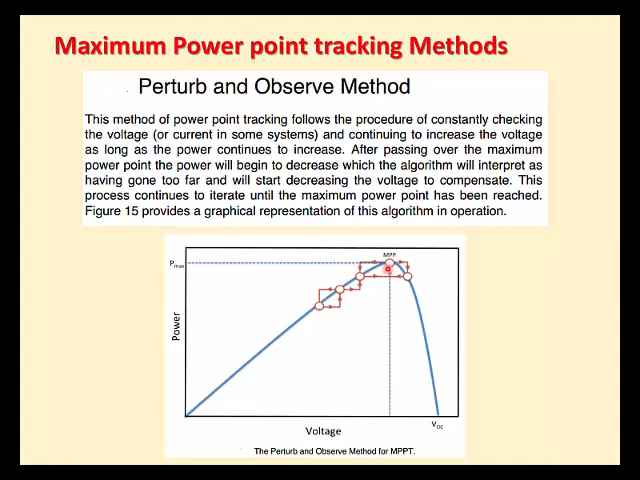 Maximum Power point tracking Methods
Perturb and Observe Method
This method of power point tracking follows the procedure of constantly checking
the voltage (or current in some systems) and continuing to increase the voltage
as long as the power continues to increase. After passing over the maximum
power point the power will begin to decrease which the algorithm will interpret as
having gone too far and will start decreasing the voltage to compensate. This
process continues to iterate until the maximum power point has been reached.
Figure 15 provides a graphical representation of this algorithm in operation.
MPP
Pmax
Power
Voltage
VOC
The Perturb and Observe Method for MPPT.